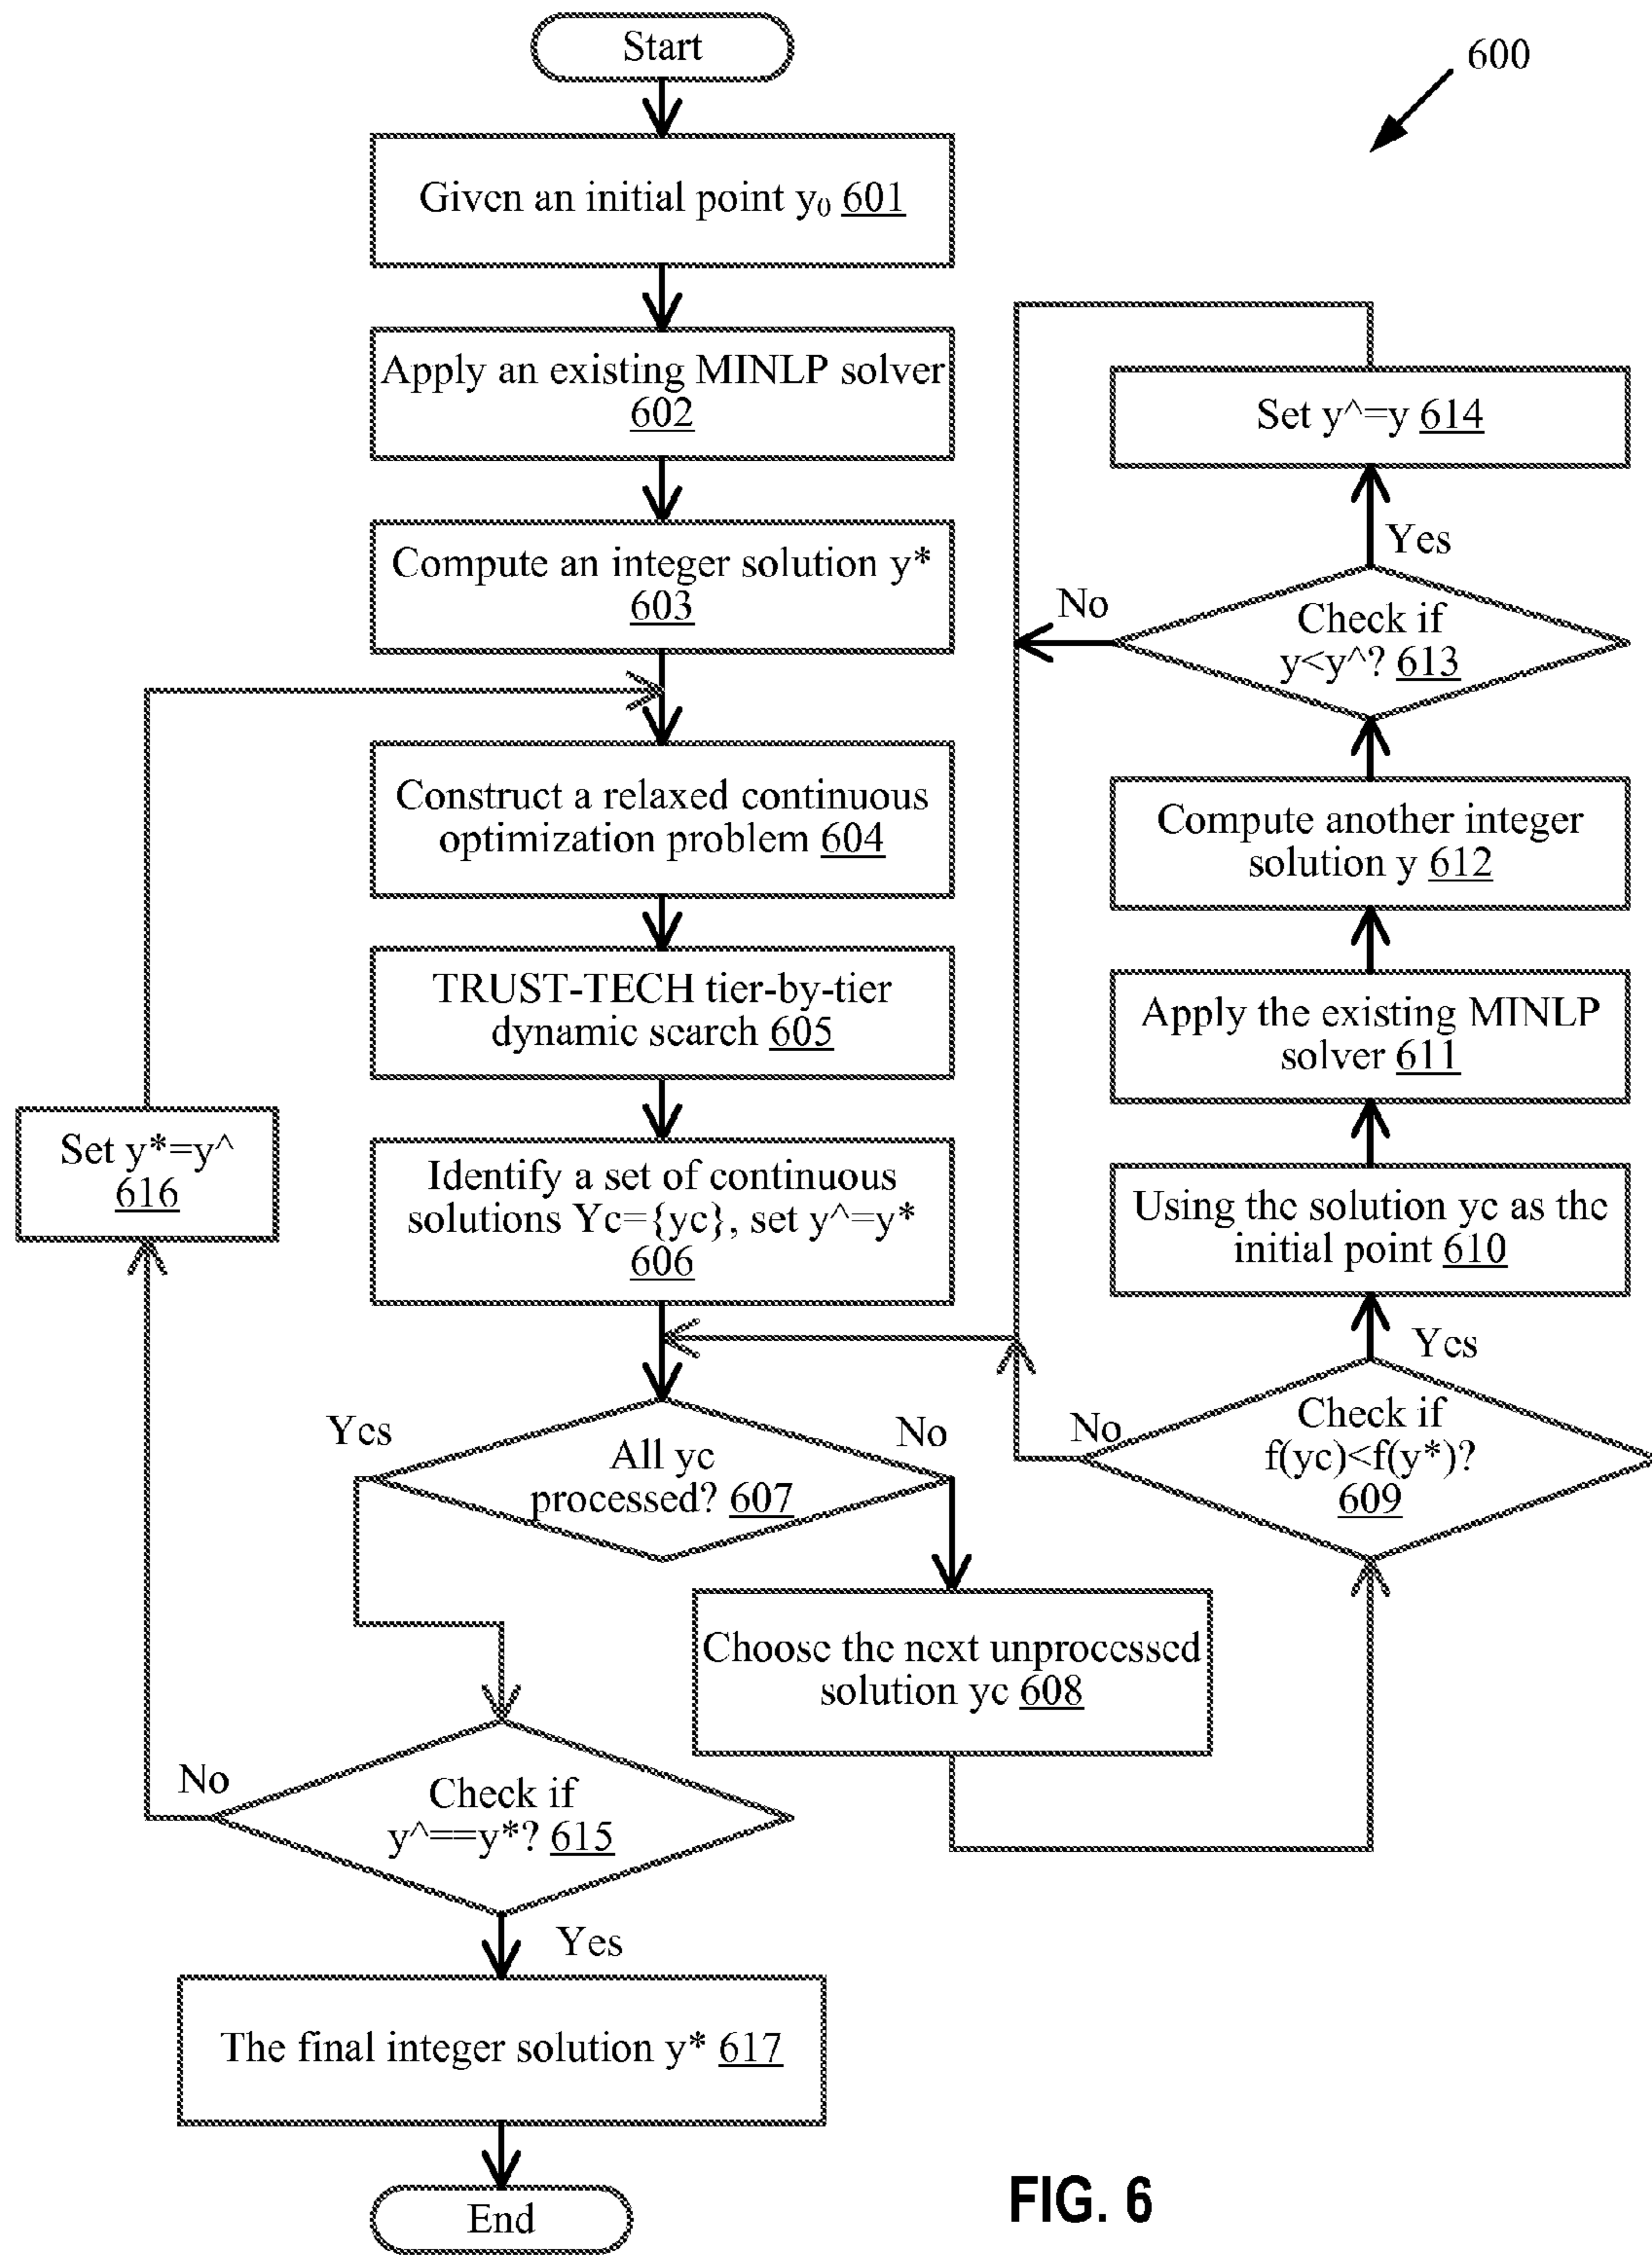 Start
600
Given an initial point y₀ 601
Apply an existing MINLP solver
602
Compute an integer solution y*
603
Construct a relaxed continuous
optimization problem 604
TRUST-TECH tier-by-tier
dynamic search 605
Identify a set of continuous
solutions Yc={yc}, set y^=y*
606
Yes
All yc
processed? 607
No
Choose the next unprocessed
solution yc 608
No
Check if
f(yc)<f(y*)?
609
Yes
Using the solution yc as the
initial point 610
Apply the existing MINLP
solver 611
Compute another integer
solution y 612
No
Check if
y<y^? 613
Yes
Set y^=y 614
No
Check if
y^==y*? 615
Yes
Set y*=y^
616
The final integer solution y* 617
End
FIG. 6